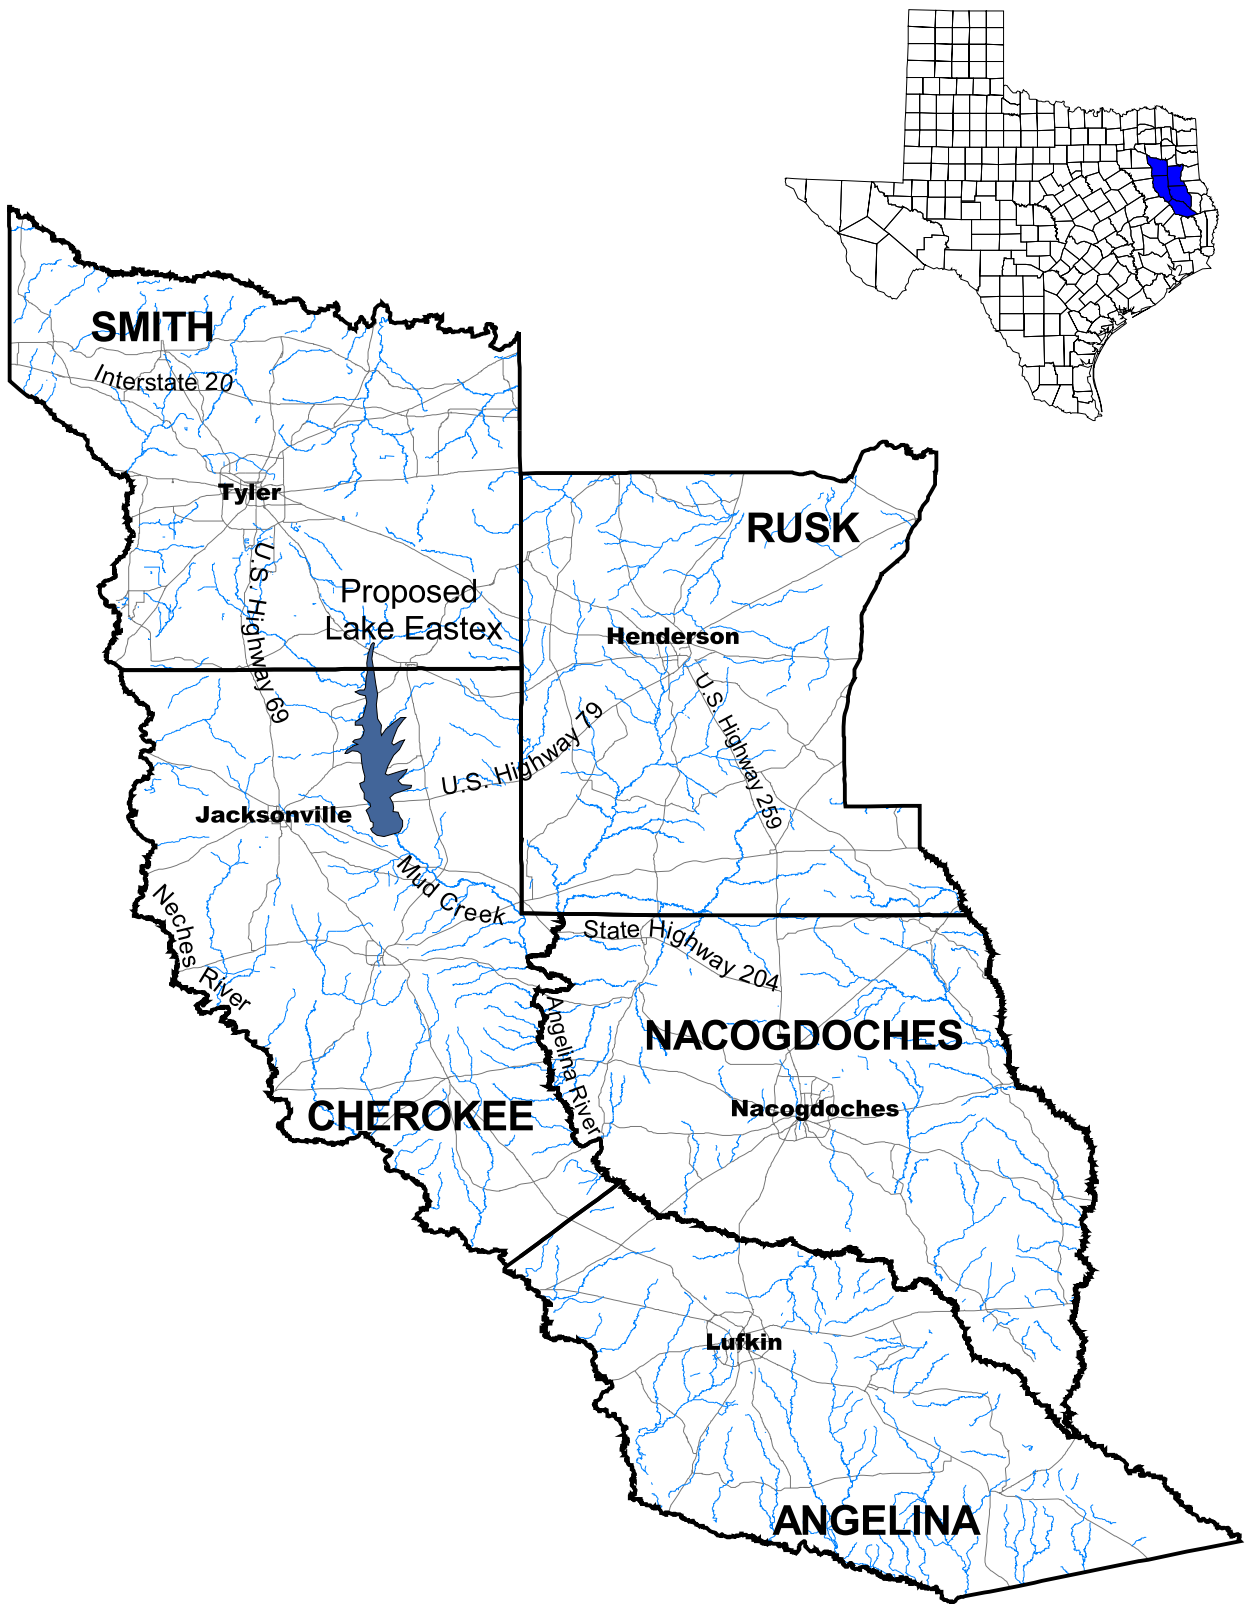 SMITH
Interstate 20
Tyler
RUSK
U.S. Highway 69
Proposed
Lake Eastex
Henderson
U.S. Highway 79
U.S. Highway 259
Jacksonville
Mud Creek
Neches River
State Highway 204
Angelina River
NACOGDOCHES
CHEROKEE
Nacogdoches
Lufkin
ANGELINA